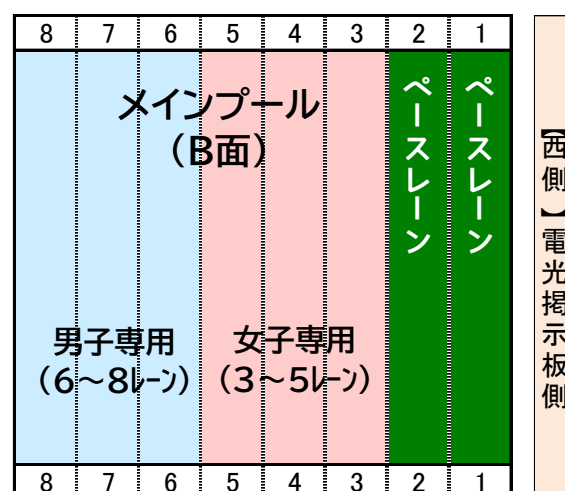 8 7 6 5 4 3 2 1
メインプール
（B面）
ペースレーン
ペースレーン
男子専用
（6～8ﾚｰﾝ）
女子専用
（3～5ﾚｰﾝ）
8 7 6 5 4 3 2 1
【西側】電光掲示板側